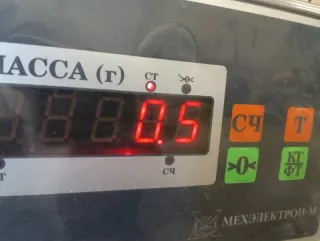 МАССА (г)
СТ >0<
0.5
СЧ
СЧ Т
>0< КГ ФТ
МЕХЭЛЕКТРОН-М